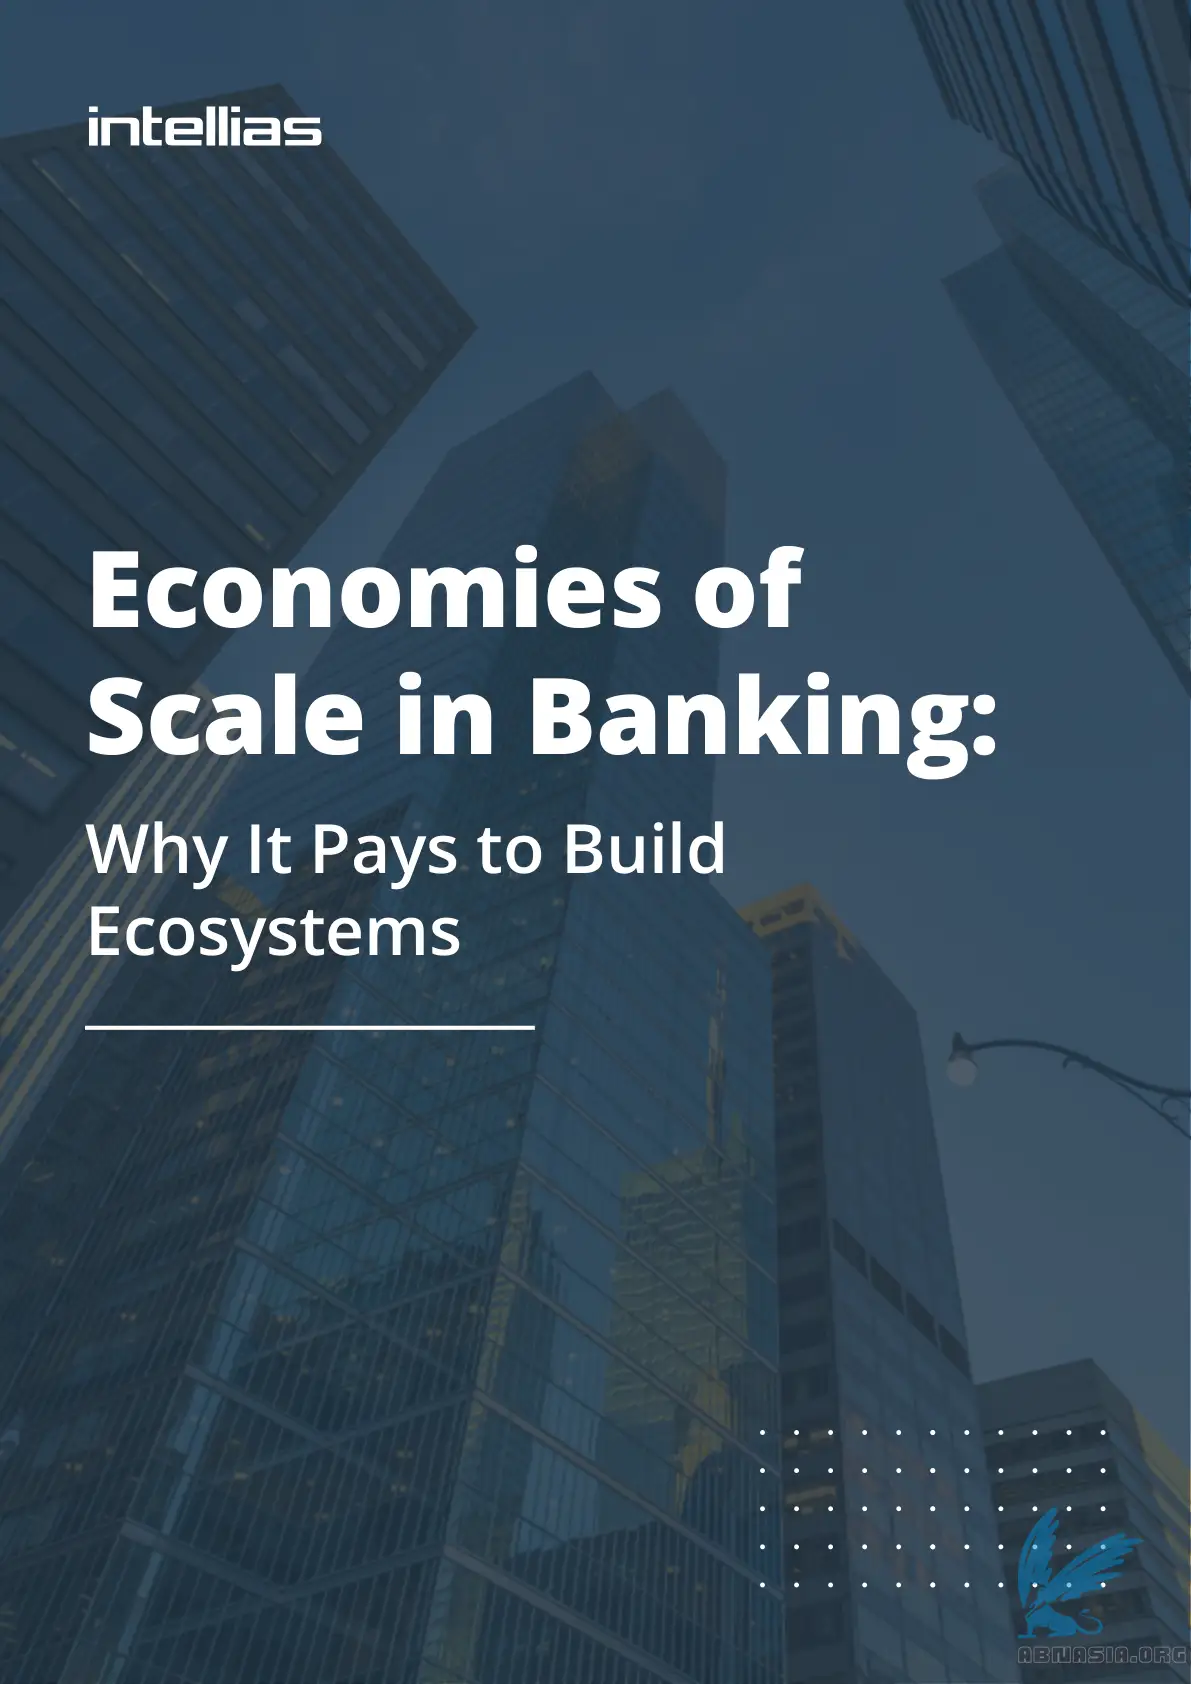 intellias
Economies of
Scale in Banking:
Why It Pays to Build
Ecosystems
ABNASIA.ORG